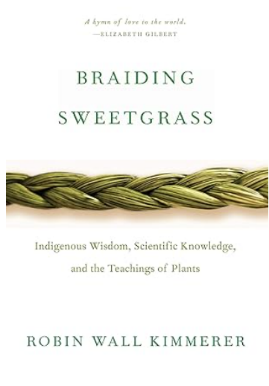 A hymn of love to the world.
—ELIZABETH GILBERT
BRAIDING
SWEETGRASS
Indigenous Wisdom, Scientific Knowledge,
and the Teachings of Plants
ROBIN WALL KIMMERER